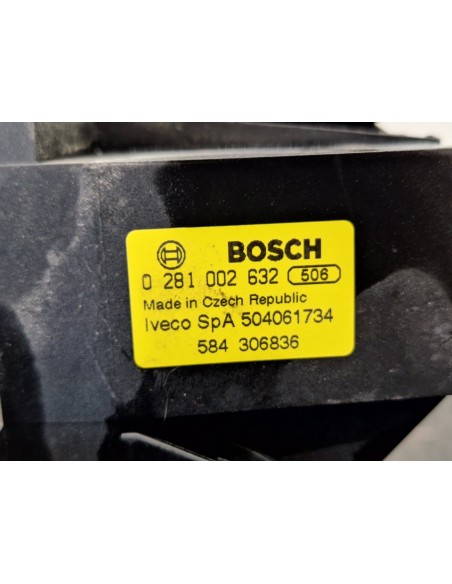 BOSCH
0 281 002 632 506
Made in Czech Republic
Iveco SpA 504061734
584 306836